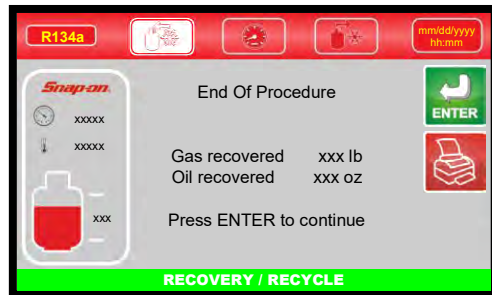 R134a
mm/dd/yyyy
hh:mm
Snap-on
xxxxx
xxxxx
xxx
End Of Procedure
Gas recovered xxx lb
Oil recovered xxx oz
Press ENTER to continue
ENTER
RECOVERY / RECYCLE